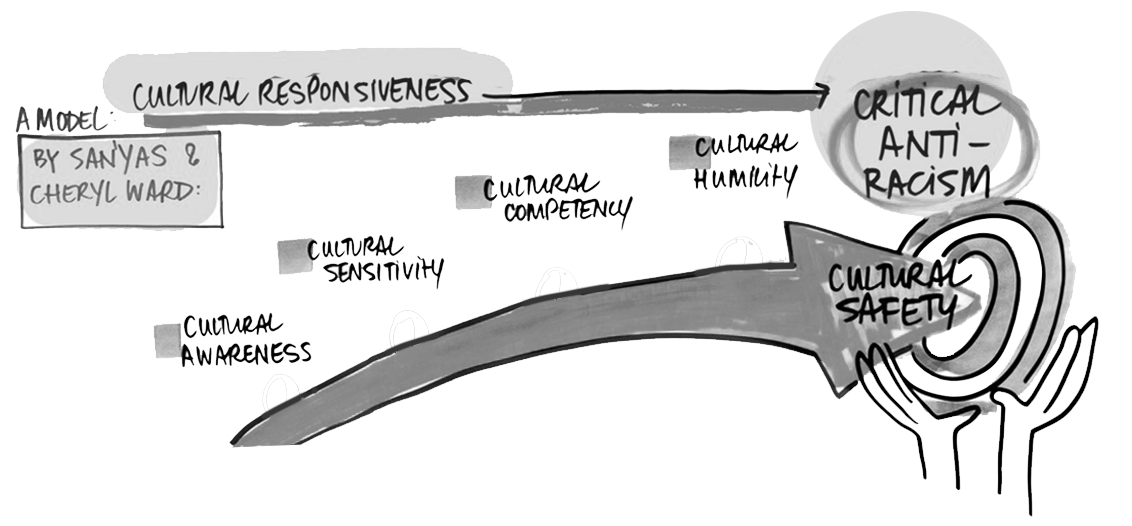 CULTURAL RESPONSIVENESS
A MODEL:
BY SAN'YAS &
CHERYL WARD:
CRITICAL
ANTI-
RACISM
CULTURAL
HUMILITY
CULTURAL
COMPETENCY
CULTURAL
SENSITIVITY
CULTURAL
AWARENESS
CULTURAL
SAFETY